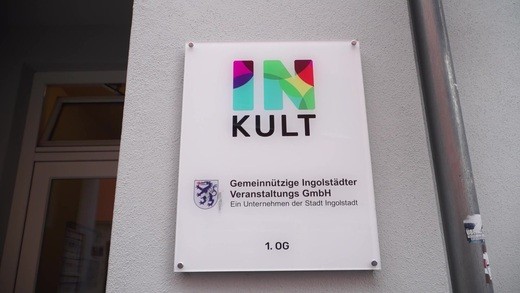 IN
KULT
Gemeinnützige Ingolstädter
Veranstaltungs GmbH
Ein Unternehmen der Stadt Ingolstadt
1. OG